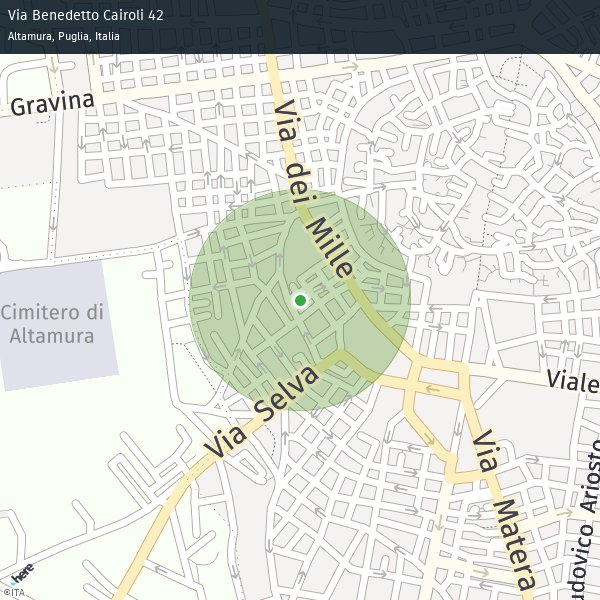 Via Benedetto Cairoli 42
Altamura, Puglia, Italia
Gravina
Via dei Mille
Cimitero di
Altamura
Via Selva
Viale
Via Matera
udovico Ariosto
here
©ITA